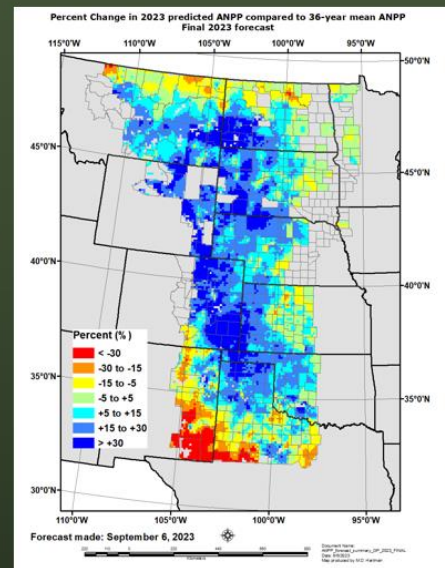 Percent Change in 2023 predicted ANPP compared to 36-year mean ANPP
Final 2023 forecast
115°0'W 110°0'W 105°0'W 100°0'W 95°0'W
50°0'N
45°0'N 45°0'N
40°0'N 40°0'N
35°0'N 35°0'N
30°0'N
Percent (%)
< -30
-30 to -15
-15 to -5
-5 to +5
+5 to +15
+15 to +30
> +30
110°0'W 105°0'W 100°0'W 95°0'W
Forecast made: September 6, 2023
Kilometers
Document Name: